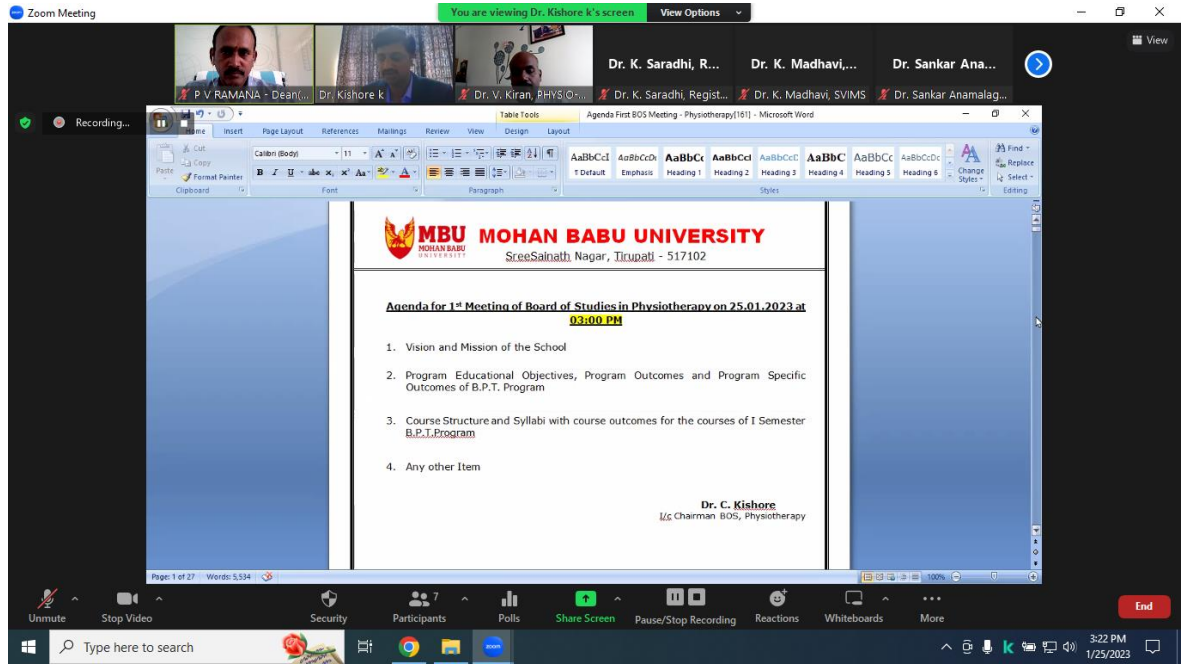 Zoom Meeting
You are viewing Dr. Kishore k's screen View Options
View
Dr. K. Saradhi, R... Dr. K. Madhavi,... Dr. Sankar Ana...
P V RAMANA - Dean(... Dr. Kishore k Dr. V. Kiran, PHYSIO-... Dr. K. Saradhi, Regist... Dr. K. Madhavi, SVIMS Dr. Sankar Anamalag...
Recording...
Table Tools Agenda First BOS Meeting - Physiotherapy[161] - Microsoft Word
Home Insert Page Layout References Mailings Review View Design Layout
Cut
Copy
Paste
Format Painter
Clipboard
Calibri (Body) 11
Font
Paragraph
AaBbCcI AaBbCcDc AaBbCc AaBbCcI AaBbCcC AaBbC AaBbCc AaBbCcDc
¶ Default Emphasis Heading 1 Heading 2 Heading 3 Heading 4 Heading 5 Heading 6
Styles
Change Styles
Find
Replace
Select
Editing
MBU
MOHAN BABU
UNIVERSITY
MOHAN BABU UNIVERSITY
SreeSainath Nagar, Tirupati - 517102
Agenda for 1st Meeting of Board of Studies in Physiotherapy on 25.01.2023 at
03:00 PM
1. Vision and Mission of the School
2. Program Educational Objectives, Program Outcomes and Program Specific
Outcomes of B.P.T. Program
3. Course Structure and Syllabi with course outcomes for the courses of I Semester
B.P.T.Program
4. Any other Item
Dr. C. Kishore
I/c Chairman BOS, Physiotherapy
Page: 1 of 27 Words: 5,534 100%
7
Unmute Stop Video Security Participants Polls Share Screen Pause/Stop Recording Reactions Whiteboards More
End
Type here to search
zoom
3:22 PM
1/25/2023